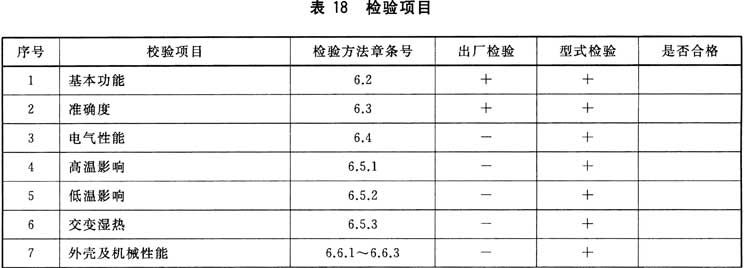 表 18 检验项目
序号 校验项目 检验方法章条号 出厂检验 型式检验 是否合格
1 基本功能 6.2 + +
2 准确度 6.3 + +
3 电气性能 6.4 － +
4 高温影响 6.5.1 － +
5 低温影响 6.5.2 － +
6 交变湿热 6.5.3 － +
7 外壳及机械性能 6.6.1～6.6.3 － +